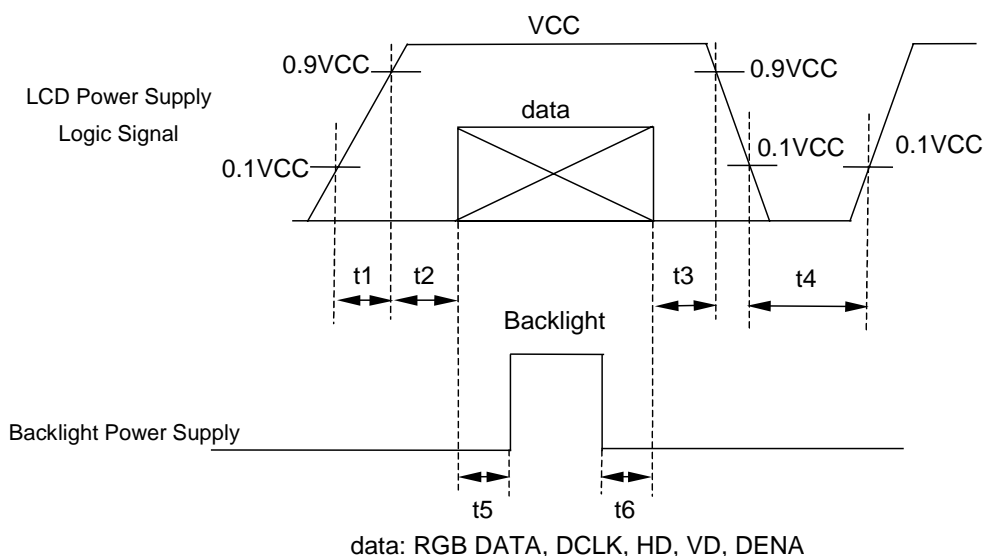 VCC
0.9VCC
0.9VCC
LCD Power Supply
Logic Signal
data
0.1VCC
0.1VCC
0.1VCC
t1
t2
t3
t4
Backlight
Backlight Power Supply
t5
t6
data: RGB DATA, DCLK, HD, VD, DENA